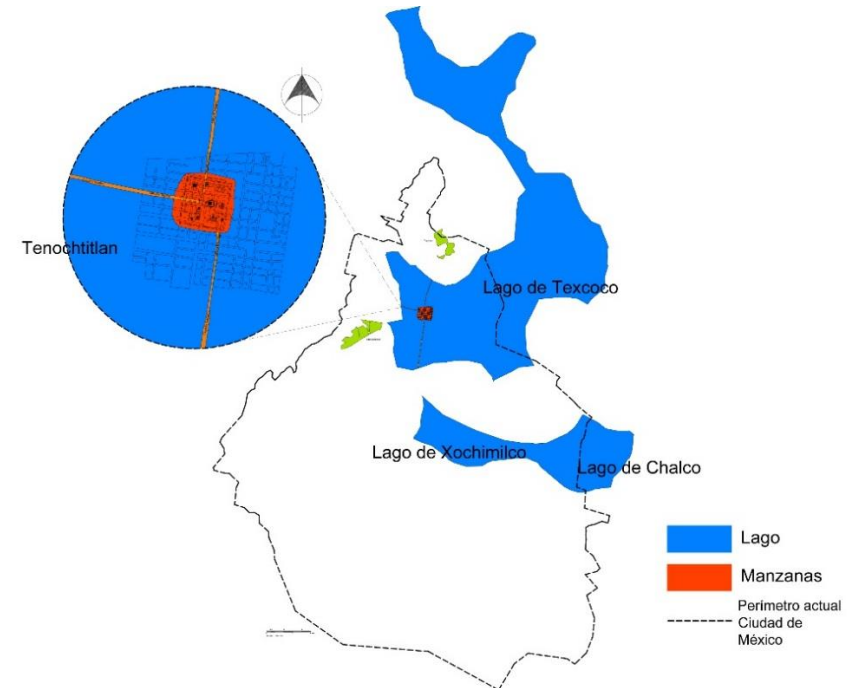 Tenochtitlan
Lago de Texcoco
Lago de Xochimilco
Lago de Chalco
Lago
Manzanas
Perímetro actual
Ciudad de
México